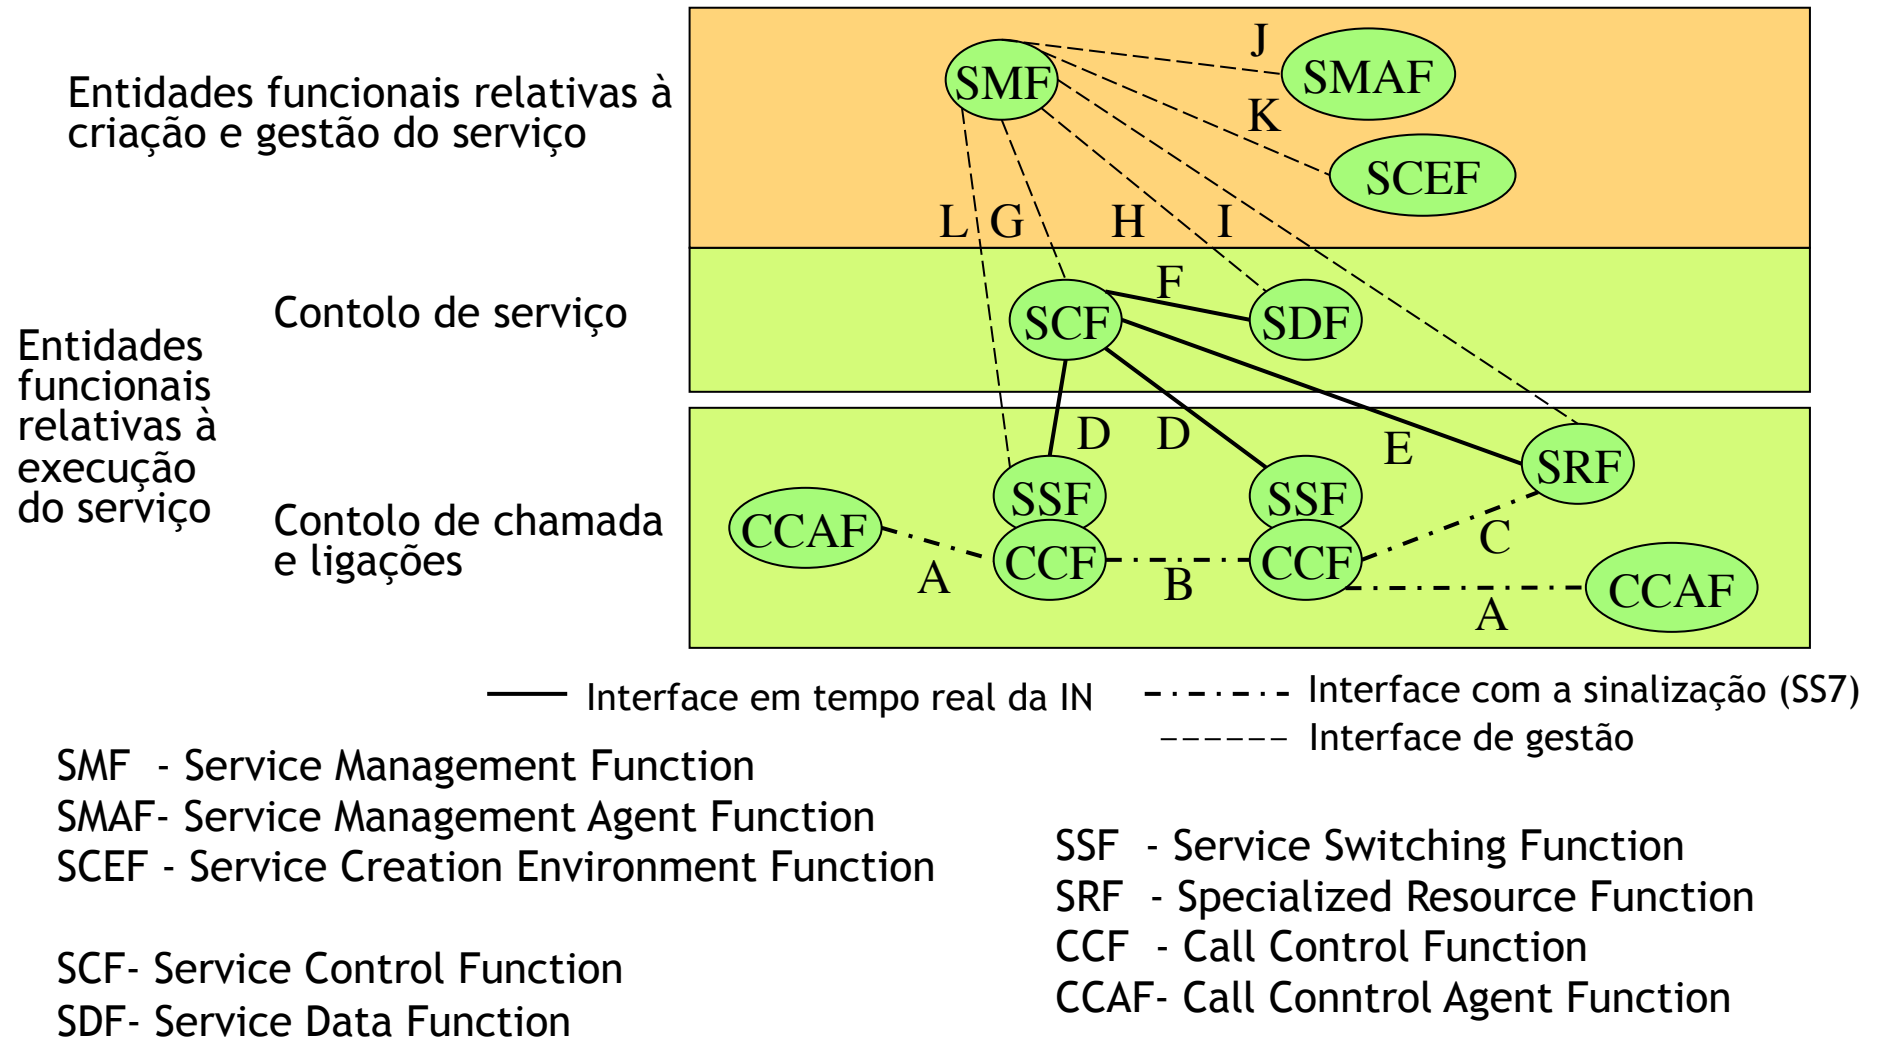 Entidades funcionais relativas à
criação e gestão do serviço
J
SMF
SMAF
K
SCEF
L G H I
Entidades
funcionais
relativas à
execução
do serviço
Contolo de serviço
F
SCF
SDF
Contolo de chamada
e ligações
D D E
SRF
SSF
SSF
CCAF
CCF
CCF
C
A
B
CCAF
A
Interface em tempo real da IN
Interface com a sinalização (SS7)
Interface de gestão
SMF - Service Management Function
SMAF- Service Management Agent Function
SCEF - Service Creation Environment Function
SCF- Service Control Function
SDF- Service Data Function
SSF - Service Switching Function
SRF - Specialized Resource Function
CCF - Call Control Function
CCAF- Call Conntrol Agent Function